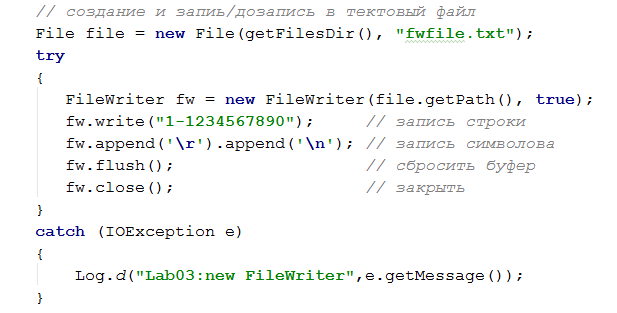 // создание и запиь/дозапись в тектовый файл
File file = new File(getFilesDir(), "fwfile.txt");
try
{
FileWriter fw = new FileWriter(file.getPath(), true);
fw.write("1-1234567890"); // запись строки
fw.append('\r').append('\n'); // запись символова
fw.flush(); // сбросить буфер
fw.close(); // закрыть
}
catch (IOException e)
{
Log.d("Lab03:new FileWriter",e.getMessage());
}